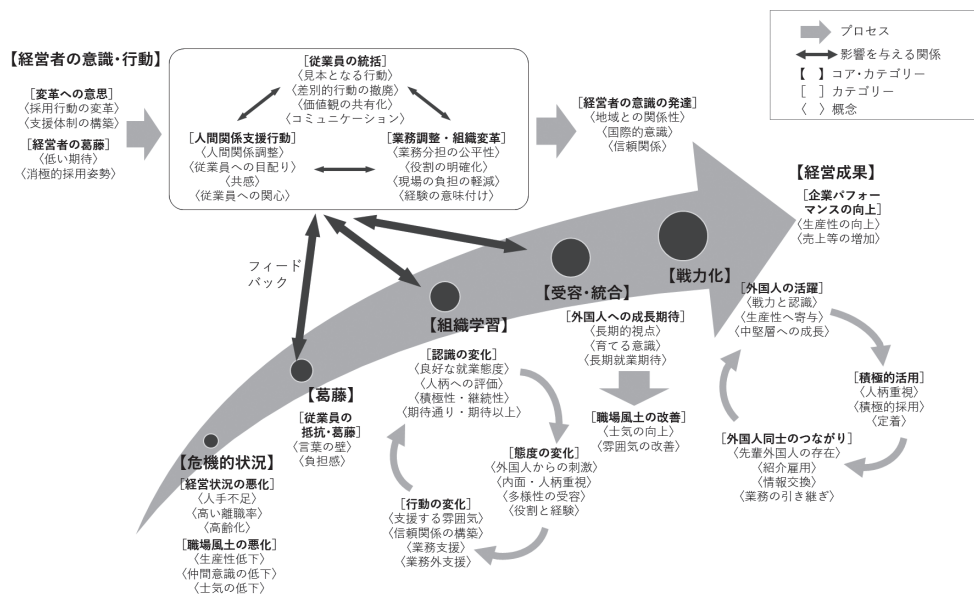 プロセス
影響を与える関係
【　】コア・カテゴリー
［　］カテゴリー
〈　〉概念
【経営者の意識・行動】
［変革への意思］
〈採用行動の変革〉
〈支援体制の構築〉
［経営者の葛藤］
〈低い期待〉
〈消極的採用姿勢〉
［従業員の統括］
〈見本となる行動〉
〈差別的行動の撤廃〉
〈価値観の共有化〉
〈コミュニケーション〉
［人間関係支援行動］
〈人間関係調整〉
〈従業員への目配り〉
〈共感〉
〈従業員への関心〉
［業務調整・組織変革］
〈業務分担の公平性〉
〈役割の明確化〉
〈現場の負担の軽減〉
〈経験の意味付け〉
［経営者の意識の発達］
〈地域との関係性〉
〈国際的意識〉
〈信頼関係〉
【経営成果】
［企業パフォー
マンスの向上］
〈生産性の向上〉
〈売上等の増加〉
フィード
バック
【危機的状況】
［経営状況の悪化］
〈人手不足〉
〈高い離職率〉
〈高齢化〉
［職場風土の悪化］
〈生産性低下〉
〈仲間意識の低下〉
〈士気の低下〉
【葛藤】
［従業員の
抵抗・葛藤］
〈言葉の壁〉
〈負担感〉
【組織学習】
［認識の変化］
〈良好な就業態度〉
〈人柄への評価〉
〈積極性・継続性〉
〈期待通り・期待以上〉
［態度の変化］
〈外国人からの刺激〉
〈内面・人柄重視〉
〈多様性の受容〉
〈役割と経験〉
［行動の変化］
〈支援する雰囲気〉
〈信頼関係の構築〉
〈業務支援〉
〈業務外支援〉
【受容・統合】
［外国人への成長期待］
〈長期的視点〉
〈育てる意識〉
〈長期就業期待〉
［職場風土の改善］
〈士気の向上〉
〈雰囲気の改善〉
【戦力化】
［外国人の活躍］
〈戦力と認識〉
〈生産性へ寄与〉
〈中堅層への成長〉
［積極的活用］
〈人柄重視〉
〈積極的採用〉
〈定着〉
［外国人同士のつながり］
〈先輩外国人の存在〉
〈紹介雇用〉
〈情報交換〉
〈業務の引き継ぎ〉